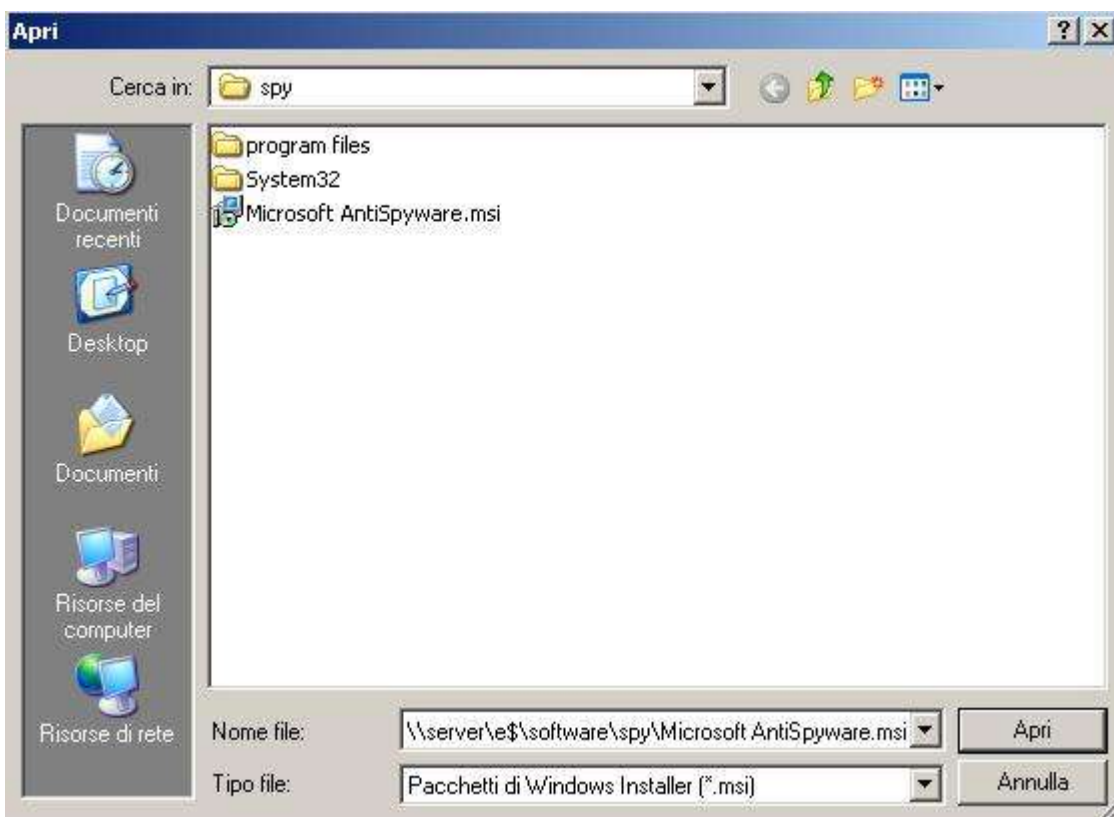 Apri
Cerca in: spy
program files
System32
Microsoft AntiSpyware.msi
Documenti recenti
Desktop
Documenti
Risorse del computer
Risorse di rete
Nome file: \\server\e$\software\spy\Microsoft AntiSpyware.msi Apri
Tipo file: Pacchetti di Windows Installer (*.msi) Annulla